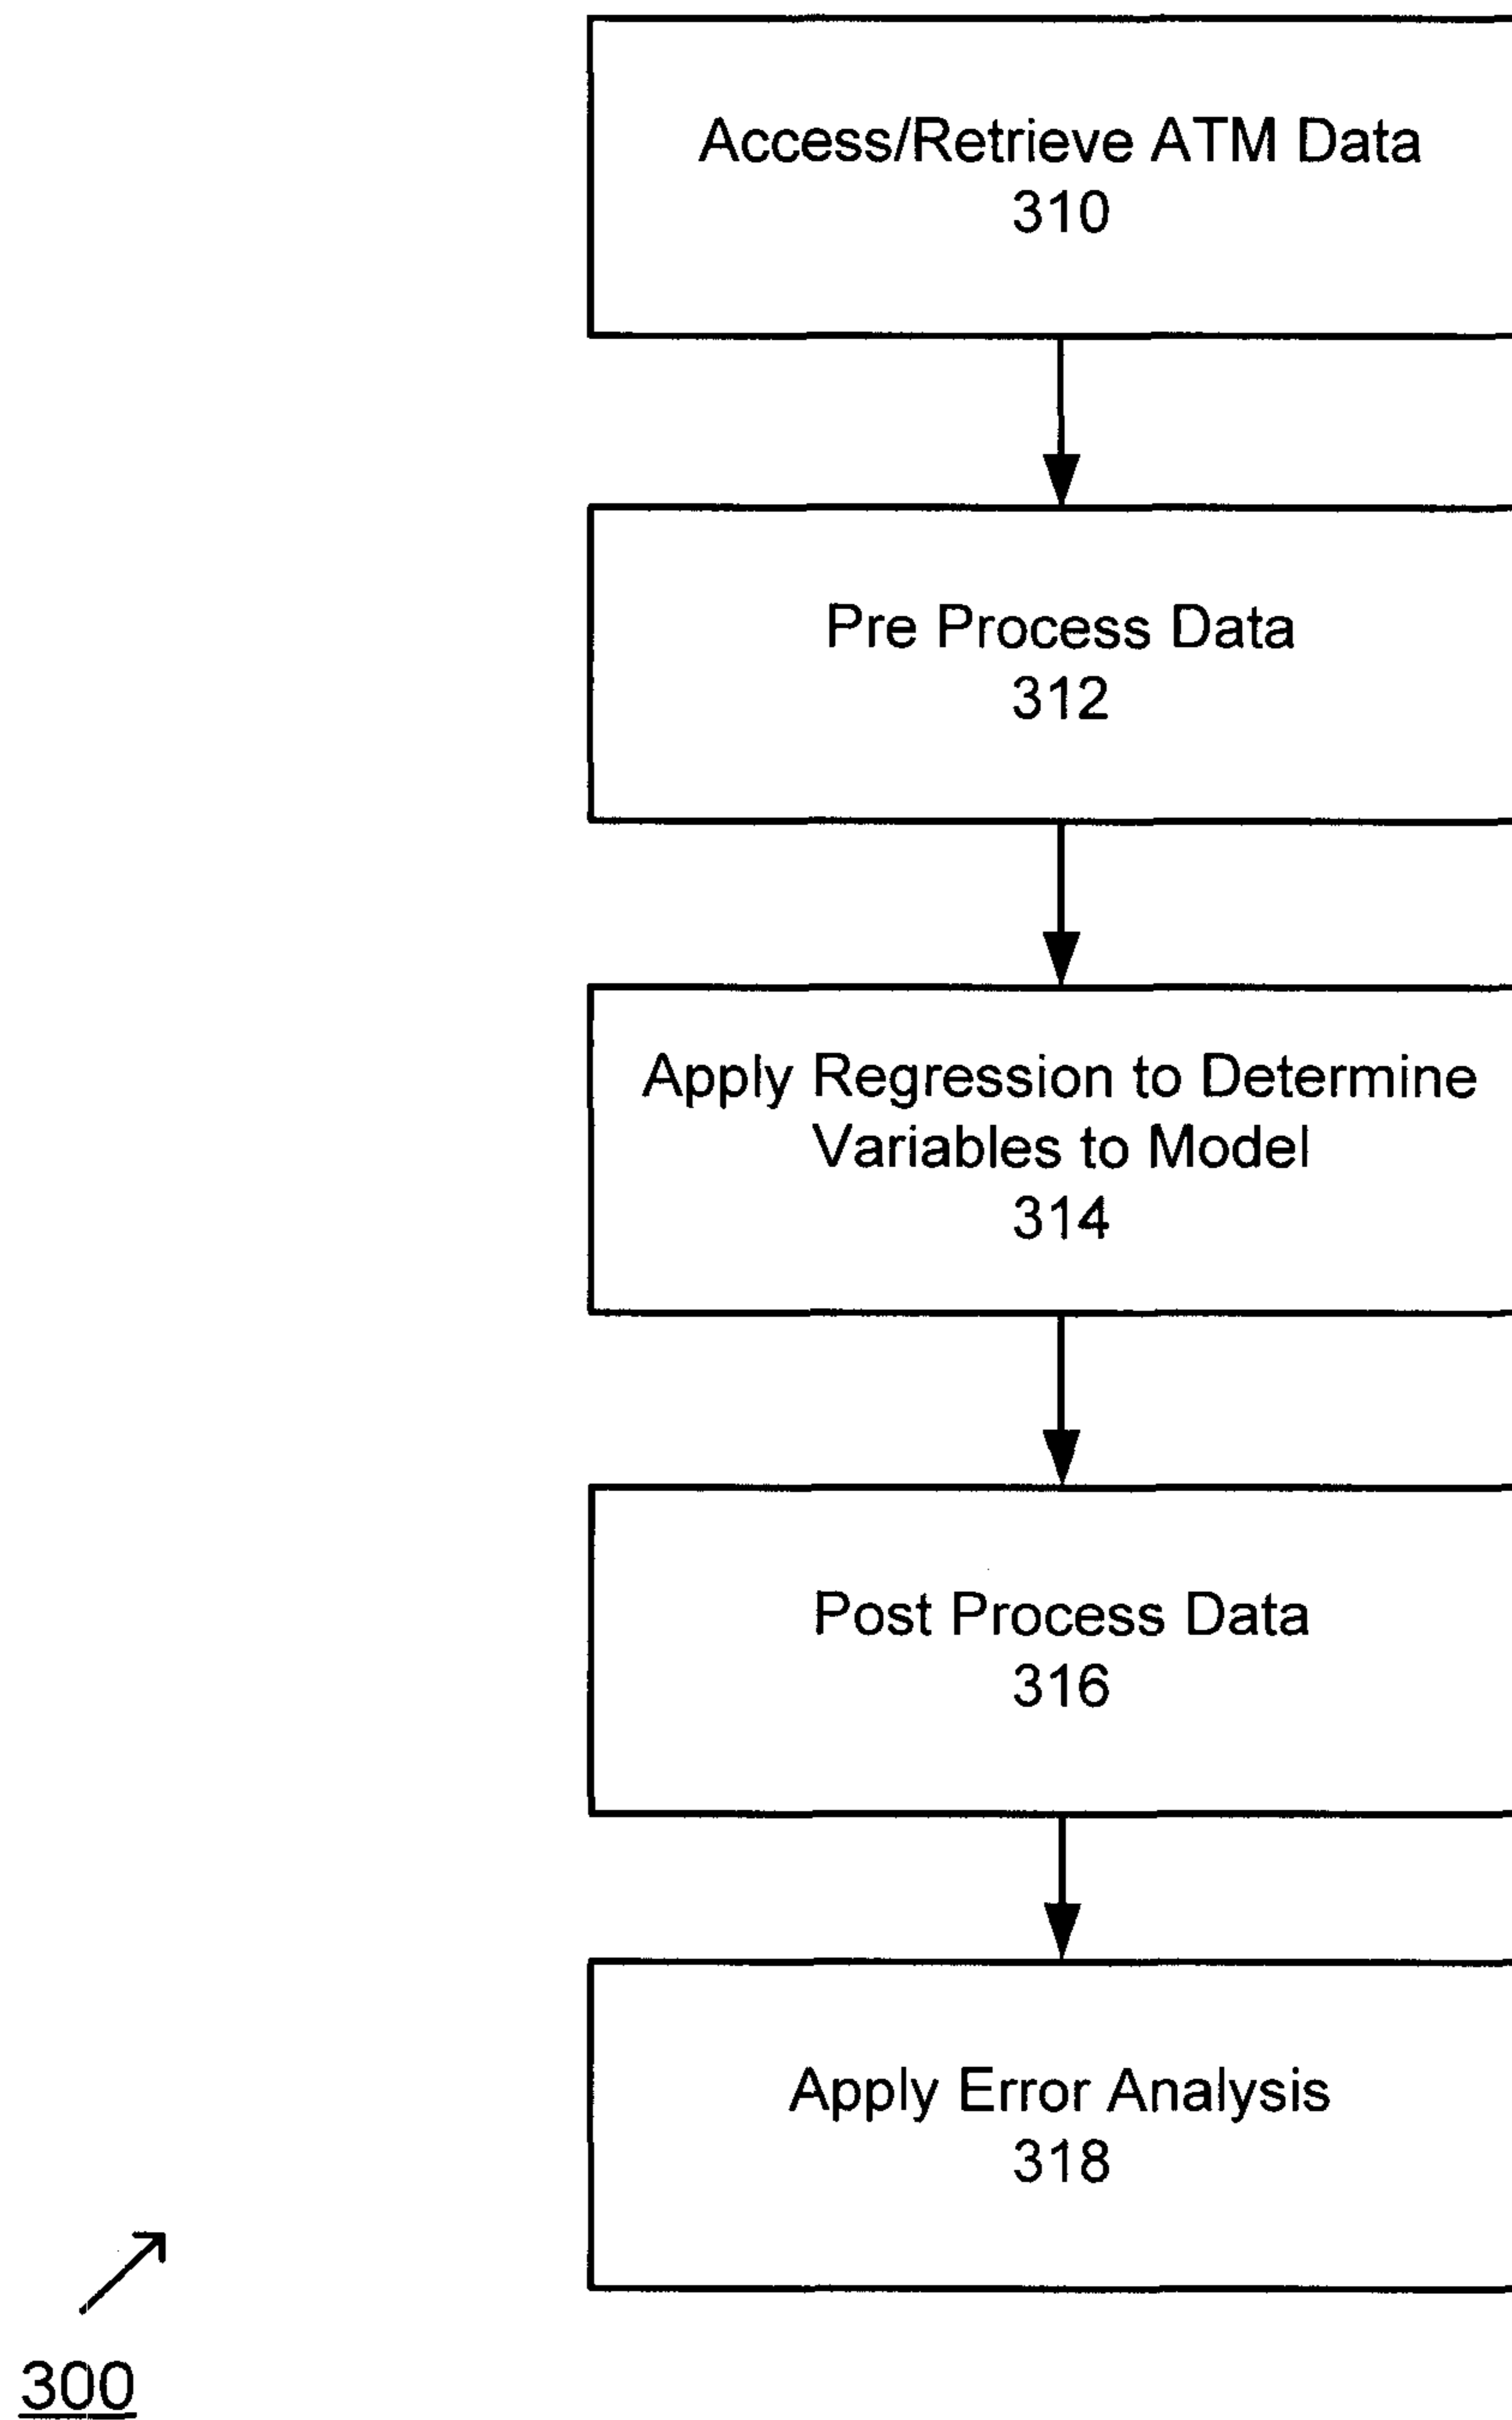 Access/Retrieve ATM Data
310
Pre Process Data
312
Apply Regression to Determine
Variables to Model
314
Post Process Data
316
Apply Error Analysis
318
300